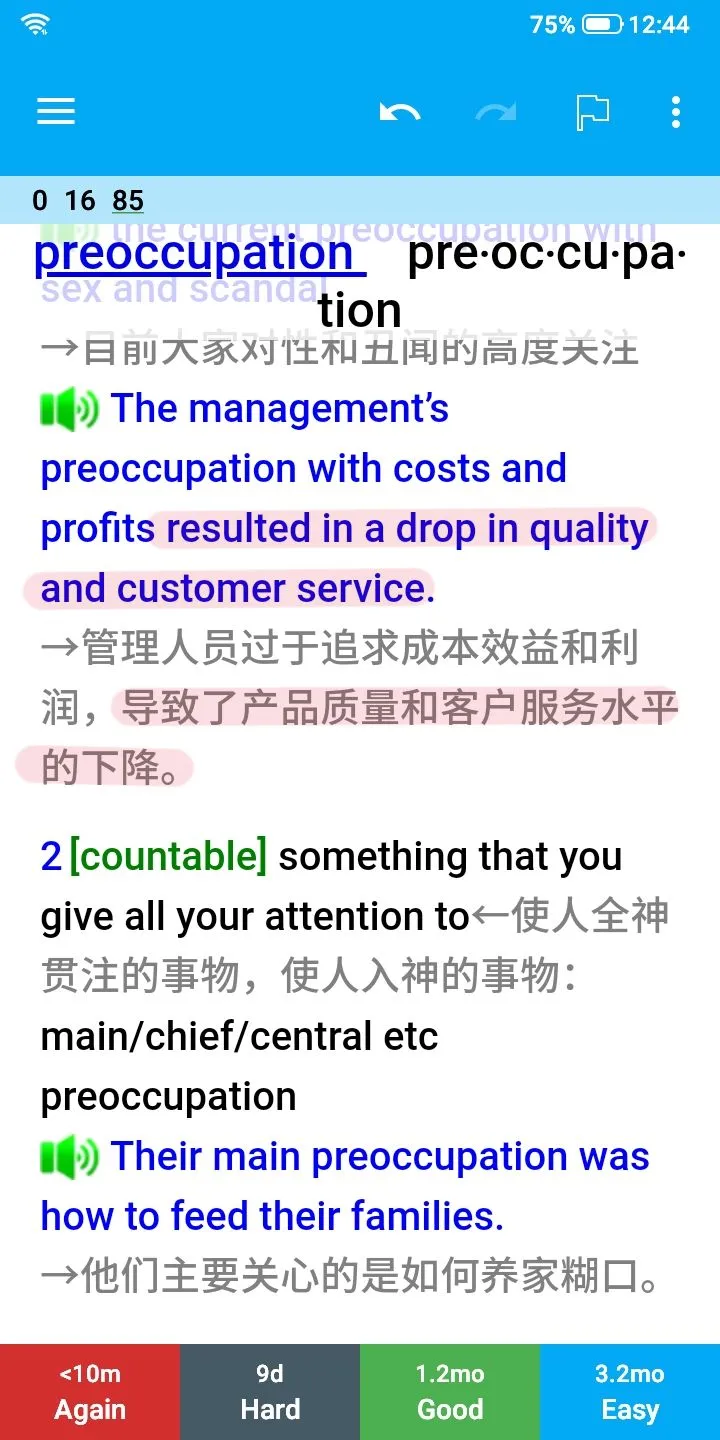 75% 12:44
0 16 85
the current preoccupation with
preoccupation pre·oc·cu·pa·
sex and scandal
tion
→目前大家对性和丑闻的高度关注
The management’s
preoccupation with costs and
profits resulted in a drop in quality
and customer service.
→管理人员过于追求成本效益和利
润，导致了产品质量和客户服务水平
的下降。
2 [countable] something that you
give all your attention to←使人全神
贯注的事物，使人入神的事物：
main/chief/central etc
preoccupation
Their main preoccupation was
how to feed their families.
→他们主要关心的是如何养家糊口。
<10m 9d 1.2mo 3.2mo
Again Hard Good Easy